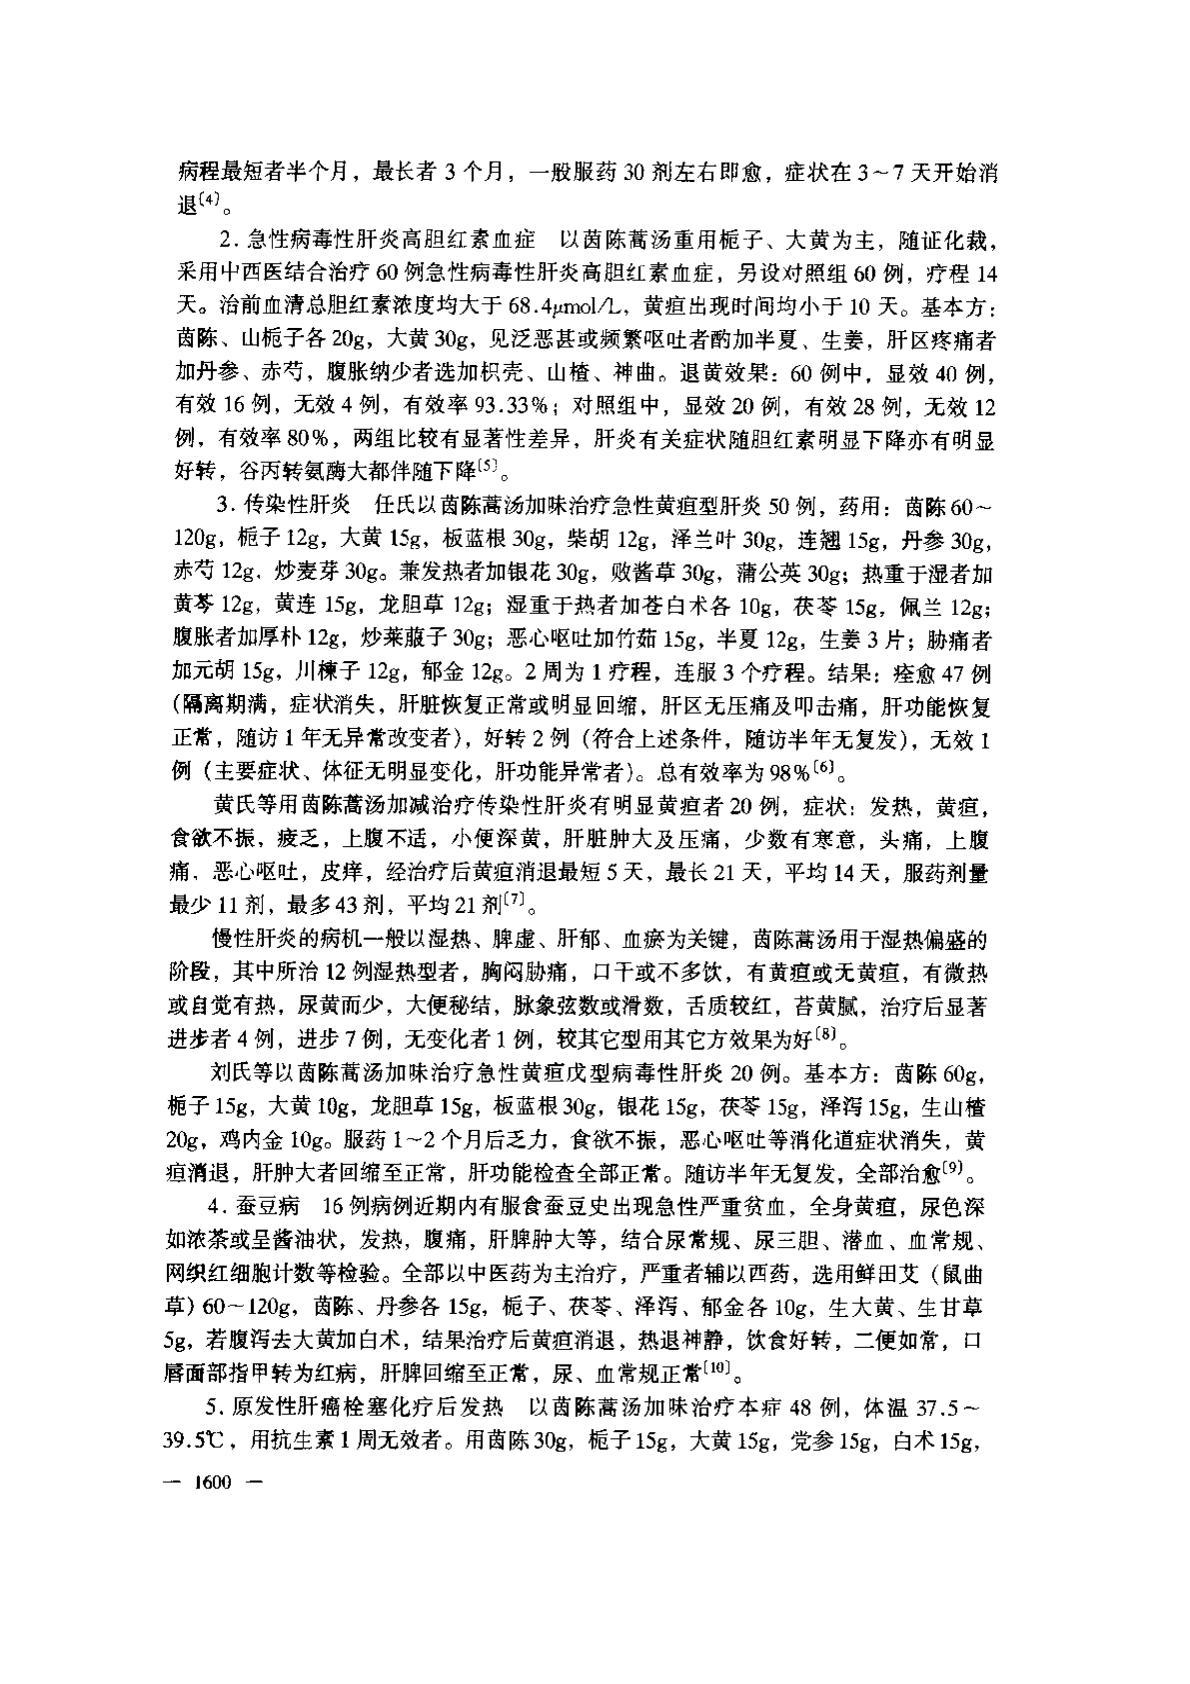 病程最短者半个月，最长者 3 个月，一般服药 30 剂左右即愈，症状在 3～7 天开始消
退〔4〕。
2. 急性病毒性肝炎高胆红素血症　以茵陈蒿汤重用栀子、大黄为主，随证化裁，
采用中西医结合治疗 60 例急性病毒性肝炎高胆红素血症，另设对照组 60 例，疗程 14
天。治前血清总胆红素浓度均大于 68.4μmol/L，黄疸出现时间均小于 10 天。基本方：
茵陈、山栀子各 20g，大黄 30g，见泛恶甚或频繁呕吐者酌加半夏、生姜，肝区疼痛者
加丹参、赤芍，腹胀纳少者选加枳壳、山楂、神曲。退黄效果：60 例中，显效 40 例，
有效 16 例，无效 4 例，有效率 93.33%；对照组中，显效 20 例，有效 28 例，无效 12
例，有效率 80%，两组比较有显著性差异，肝炎有关症状随胆红素明显下降亦有明显
好转，谷丙转氨酶大都伴随下降〔5〕。
3. 传染性肝炎　任氏以茵陈蒿汤加味治疗急性黄疸型肝炎 50 例，药用：茵陈 60～
120g，栀子 12g，大黄 15g，板蓝根 30g，柴胡 12g，泽兰叶 30g，连翘 15g，丹参 30g，
赤芍 12g，炒麦芽 30g。兼发热者加银花 30g，败酱草 30g，蒲公英 30g；热重于湿者加
黄芩 12g，黄连 15g，龙胆草 12g；湿重于热者加苍白术各 10g，茯苓 15g，佩兰 12g；
腹胀者加厚朴 12g，炒莱菔子 30g；恶心呕吐加竹茹 15g，半夏 12g，生姜 3 片；胁痛者
加元胡 15g，川楝子 12g，郁金 12g。2 周为 1 疗程，连服 3 个疗程。结果：痊愈 47 例
（隔离期满，症状消失，肝脏恢复正常或明显回缩，肝区无压痛及叩击痛，肝功能恢复
正常，随访 1 年无异常改变者），好转 2 例（符合上述条件，随访半年无复发），无效 1
例（主要症状、体征无明显变化，肝功能异常者）。总有效率为 98%〔6〕。
黄氏等用茵陈蒿汤加减治疗传染性肝炎有明显黄疸者 20 例，症状：发热，黄疸，
食欲不振，疲乏，上腹不适，小便深黄，肝脏肿大及压痛，少数有寒意，头痛，上腹
痛，恶心呕吐，皮痒，经治疗后黄疸消退最短 5 天，最长 21 天，平均 14 天，服药剂量
最少 11 剂，最多 43 剂，平均 21 剂〔7〕。
慢性肝炎的病机一般以湿热、脾虚、肝郁、血瘀为关键，茵陈蒿汤用于湿热偏盛的
阶段，其中所治 12 例湿热型者，胸闷胁痛，口干或不多饮，有黄疸或无黄疸，有微热
或自觉有热，尿黄而少，大便秘结，脉象弦数或滑数，舌质较红，苔黄腻，治疗后显著
进步者 4 例，进步 7 例，无变化者 1 例，较其它型用其它方效果为好〔8〕。
刘氏等以茵陈蒿汤加味治疗急性黄疸戊型病毒性肝炎 20 例。基本方：茵陈 60g，
栀子 15g，大黄 10g，龙胆草 15g，板蓝根 30g，银花 15g，茯苓 15g，泽泻 15g，生山楂
20g，鸡内金 10g。服药 1～2 个月后乏力，食欲不振，恶心呕吐等消化道症状消失，黄
疸消退，肝肿大者回缩至正常，肝功能检查全部正常。随访半年无复发，全部治愈〔9〕。
4. 蚕豆病　16 例病例近期内有服食蚕豆史出现急性严重贫血，全身黄疸，尿色深
如浓茶或呈酱油状，发热，腹痛，肝脾肿大等，结合尿常规、尿三胆、潜血、血常规、
网织红细胞计数等检验。全部以中医药为主治疗，严重者辅以西药，选用鲜田艾（鼠曲
草）60～120g，茵陈、丹参各 15g，栀子、茯苓、泽泻、郁金各 10g，生大黄、生甘草
5g，若腹泻去大黄加白术，结果治疗后黄疸消退，热退神静，饮食好转，二便如常，口
唇面部指甲转为红病，肝脾回缩至正常，尿、血常规正常〔10〕。
5. 原发性肝癌栓塞化疗后发热　以茵陈蒿汤加味治疗本症 48 例，体温 37.5～
39.5℃，用抗生素 1 周无效者。用茵陈 30g，栀子 15g，大黄 15g，党参 15g，白术 15g，
— 1600 —